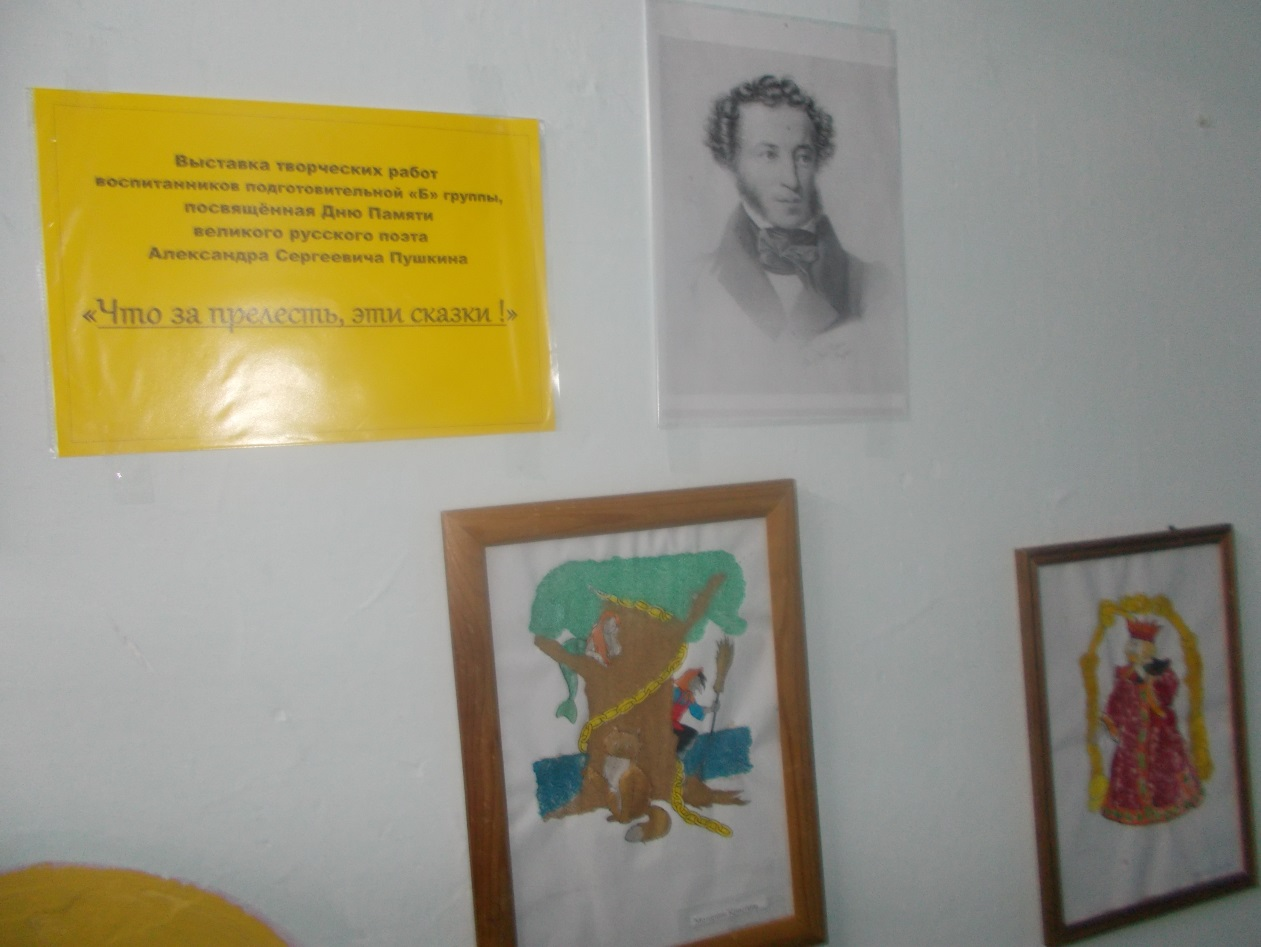 Выставка творческих работ
воспитанников подготовительной «Б» группы,
посвящённая Дню Памяти
великого русского поэта
Александра Сергеевича Пушкина
«Что за прелесть, эти сказки !»